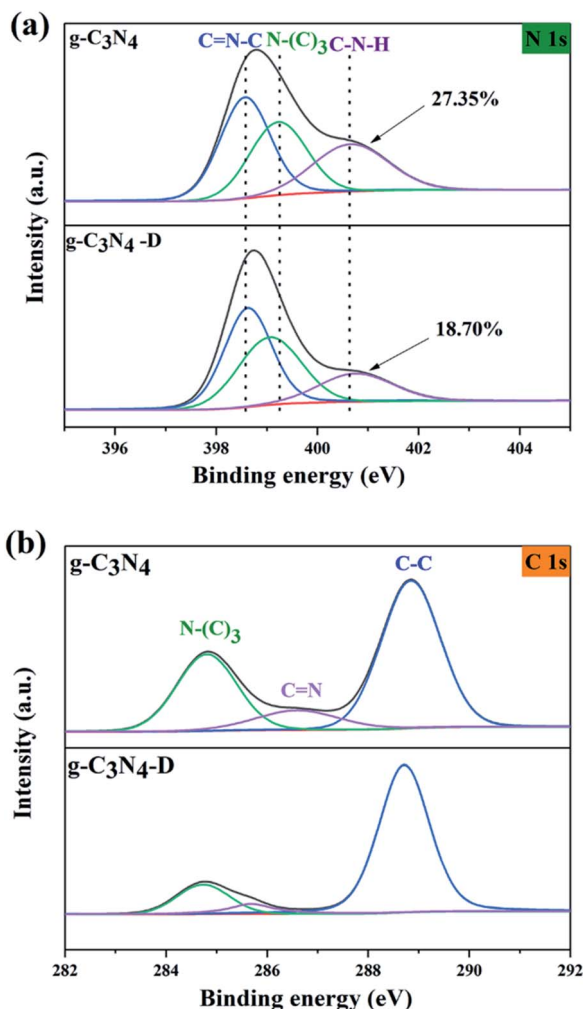 (a)
g-C₃N₄
C=N-C N-(C)₃ C-N-H
N 1s
27.35%
g-C₃N₄ -D
18.70%
Intensity (a.u.)
396 398 400 402 404
Binding energy (eV)
(b)
g-C₃N₄
C-C
C 1s
N-(C)₃
C=N
g-C₃N₄-D
Intensity (a.u.)
282 284 286 288 290 292
Binding energy (eV)